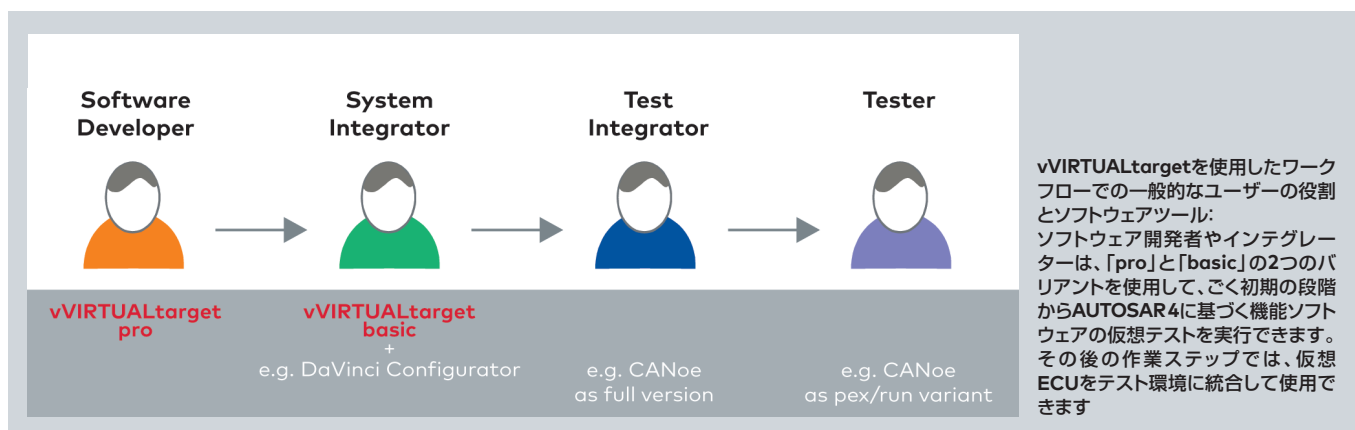 Software
Developer
System
Integrator
Test
Integrator
Tester
vVIRTUALtarget
pro
vVIRTUALtarget
basic
+
e.g. DaVinci Configurator
e.g. CANoe
as full version
e.g. CANoe
as pex/run variant
vVIRTUALtargetを使用したワーク
フローでの一般的なユーザーの役割
とソフトウェアツール:
ソフトウェア開発者やインテグレー
ターは、「pro」と「basic」の2つのバ
リアントを使用して、ごく初期の段階
からAUTOSAR 4に基づく機能ソフト
ウェアの仮想テストを実行できます。
その後の作業ステップでは、仮想
ECUをテスト環境に統合して使用で
きます